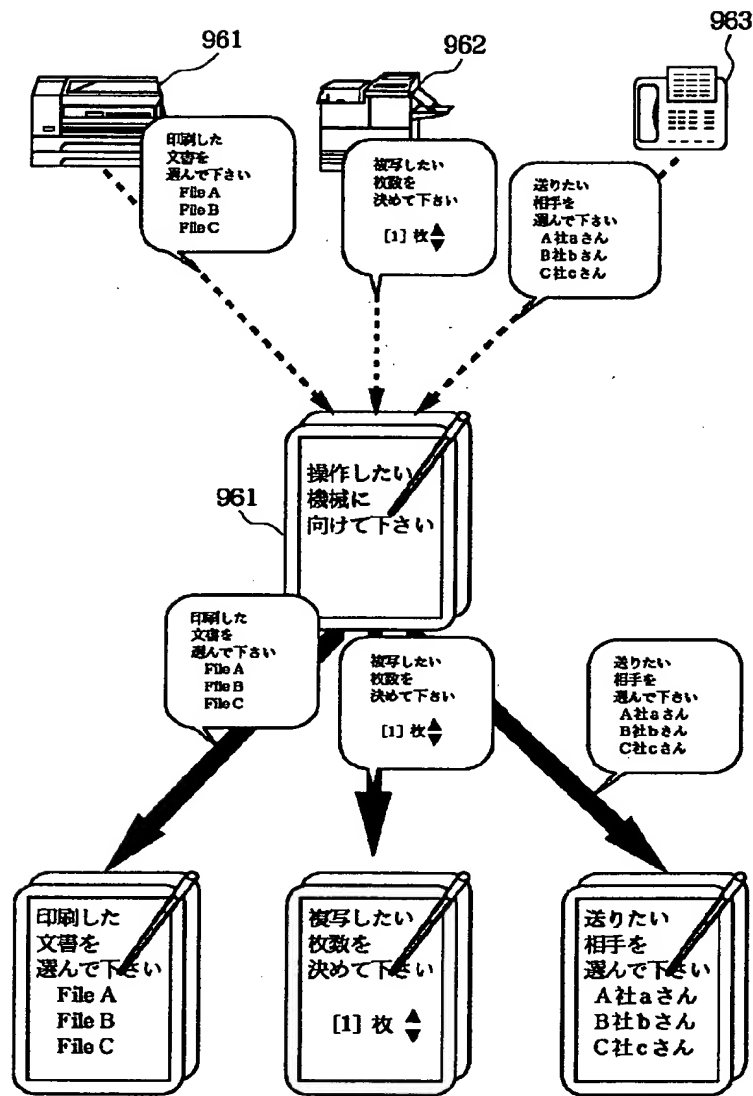 961
962
963
印刷した
文書を
選んで下さい
File A
File B
File C
複写したい
枚数を
決めて下さい
[1] 枚
送りたい
相手を
選んで下さい
A社aさん
B社bさん
C社cさん
961
操作したい
機械に
向けて下さい
印刷した
文書を
選んで下さい
File A
File B
File C
複写したい
枚数を
決めて下さい
[1] 枚
送りたい
相手を
選んで下さい
A社aさん
B社bさん
C社cさん
印刷した
文書を
選んで下さい
File A
File B
File C
複写したい
枚数を
決めて下さい
[1] 枚
送りたい
相手を
選んで下さい
A社aさん
B社bさん
C社cさん